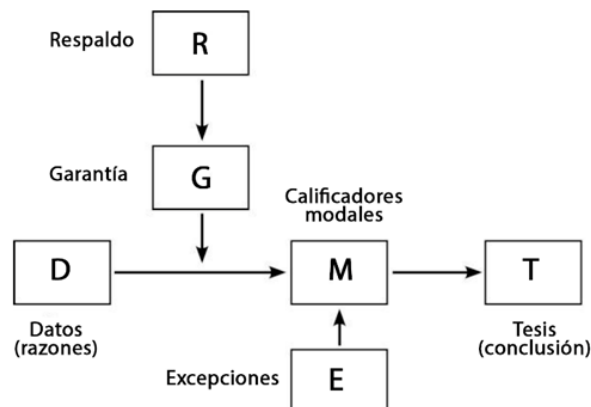 Respaldo
R
Garantía
G
Calificadores
modales
D
M
T
Datos
(razones)
Tesis
(conclusión)
Excepciones
E